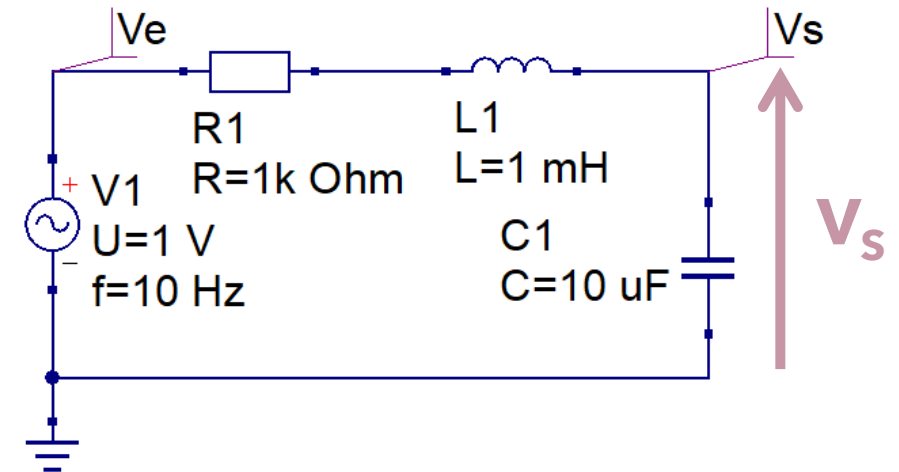 Ve
Vs
R1
R=1k Ohm
L1
L=1 mH
+
V1
U=1 V
f=10 Hz
−
C1
C=10 uF
vs